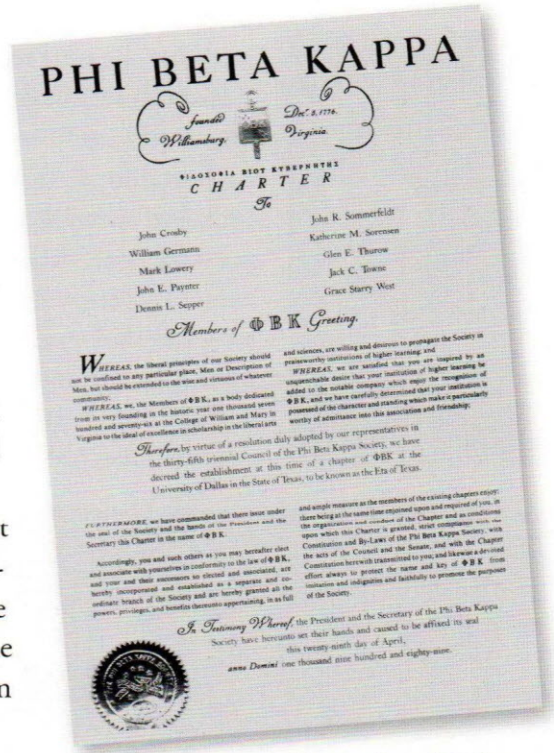 PHI BETA KAPPA
founded Dec. 5, 1776.
Williamsburg, Virginia.
ΦΙΛΟΣΟΦΙΑ ΒΙΟΥ ΚΥΒΕΡΝΗΤΗΣ
CHARTER
To
John Crosby
William Germann
Mark Lowery
John E. Paynter
Dennis L. Sepper
John R. Sommerfeldt
Katherine M. Sorensen
Glen E. Thurow
Jack C. Towne
Grace Starry West
Members of ΦΒΚ Greeting,
WHEREAS, the liberal principles of our Society should
not be confined to any particular place, Men or Description of
Men, but should be extended to the wise and virtuous of whatever
community;
WHEREAS, we, the Members of ΦΒΚ, as a body dedicated
from its very founding in the historic year one thousand seven
hundred and seventy-six at the College of William and Mary in
Virginia to the ideal of excellence in scholarship in the liberal arts
and sciences, are willing and desirous to propagate the Society in
praiseworthy institutions of higher learning; and
WHEREAS, we are satisfied that you are inspired by an
unquenchable desire that your institution of higher learning be
added to the notable company which enjoy the recognition of
ΦΒΚ, and we have carefully determined that your institution is
possessed of the character and standing which make it particularly
worthy of admittance into this association and friendship;
Therefore, by virtue of a resolution duly adopted by our representatives in
the thirty-fifth triennial Council of the Phi Beta Kappa Society, we have
decreed the establishment at this time of a chapter of ΦΒΚ at the
University of Dallas in the State of Texas, to be known as the Eta of Texas.
FURTHERMORE, we have commanded that there issue under
the seal of the Society and the hands of the President and the
Secretary this Charter in the name of ΦΒΚ.
Accordingly, you and such others as you may hereafter elect
and associate with yourselves in conformity to the law of ΦΒΚ,
and your and their successors so elected and associated, are
hereby incorporated and established as a separate and co-
ordinate branch of the Society and are hereby granted all the
powers, privileges, and benefits thereunto appertaining, in as full
and ample measure as the members of the existing chapters enjoy:
there being at the same time enjoined upon and required of you, in
the organization and conduct of the Chapter and as conditions
upon which this Charter is granted, strict compliance with the
Constitution and By-Laws of the Phi Beta Kappa Society, with
the acts of the Council and the Senate, and with the Chapter
Constitution herewith transmitted to you; and likewise a devoted
effort always to protect the name and key of ΦΒΚ from
imitation and indignities and faithfully to promote the purposes
of the Society.
In Testimony Whereof, the President and the Secretary of the Phi Beta Kappa
Society have hereunto set their hands and caused to be affixed its seal
this twenty-ninth day of April,
anno Domini one thousand nine hundred and eighty-nine.
t
-
e
e
n